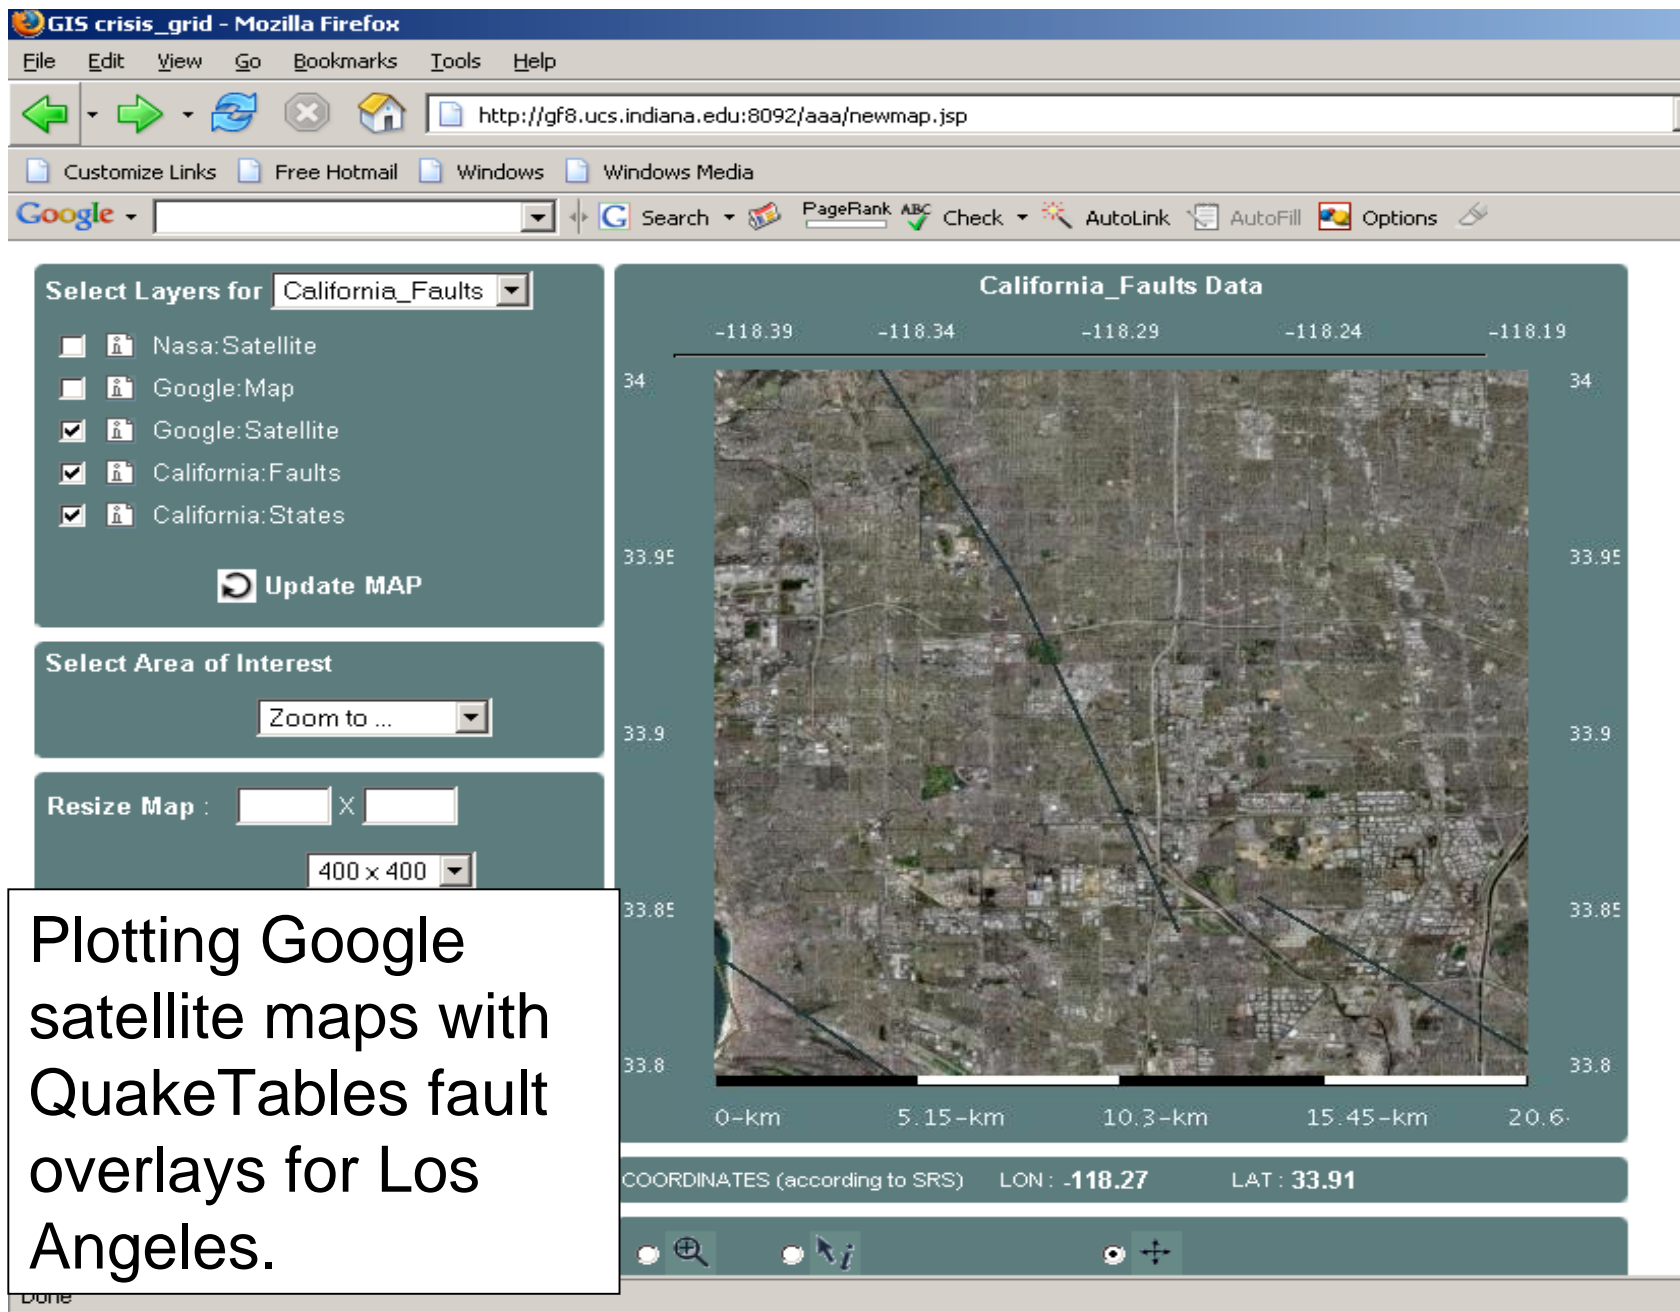 GIS crisis_grid - Mozilla Firefox
File Edit View Go Bookmarks Tools Help
http://gf8.ucs.indiana.edu:8092/aaa/newmap.jsp
Customize Links Free Hotmail Windows Windows Media
Google G Search PageRank ABC Check AutoLink AutoFill Options
Select Layers for California_Faults
Nasa:Satellite
Google:Map
Google:Satellite
California:Faults
California:States
Update MAP
Select Area of Interest
Zoom to ...
Resize Map : X
400 x 400
California_Faults Data
-118.39 -118.34 -118.29 -118.24 -118.19
34 34
33.95 33.95
33.9 33.9
33.85 33.85
33.8 33.8
0-km 5.15-km 10.3-km 15.45-km 20.6-
COORDINATES (according to SRS) LON : -118.27 LAT : 33.91
Plotting Google
satellite maps with
QuakeTables fault
overlays for Los
Angeles.
Done